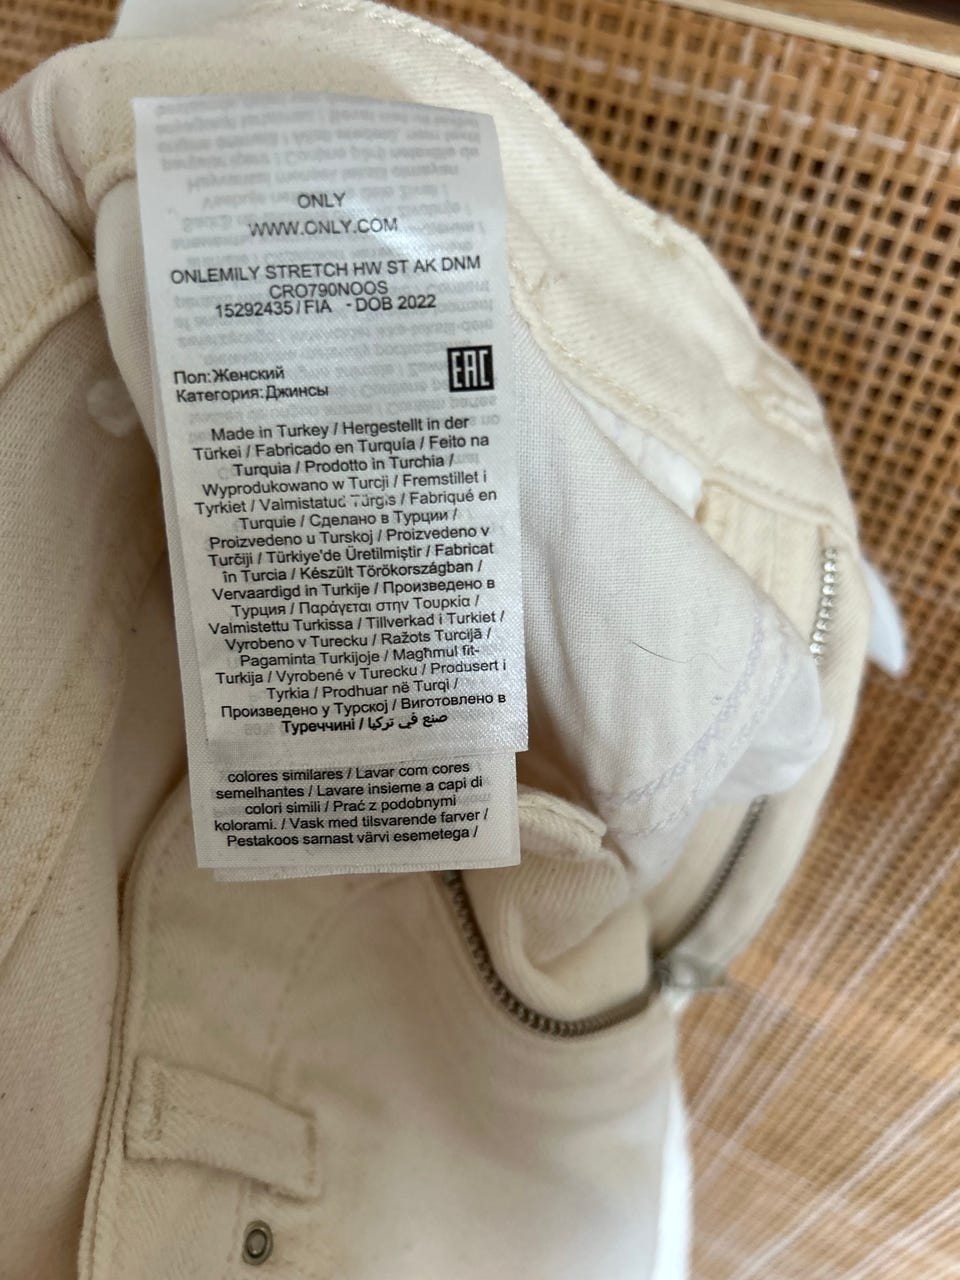 ONLY
WWW.ONLY.COM
ONLEMILY STRETCH HW ST AK DNM
CRO790NOOS
15292435 / FIA - DOB 2022
EAC
Пол:Женский
Категория:Джинсы
Made in Turkey / Hergestellt in der
Türkei / Fabricado en Turquía / Feito na
Turquia / Prodotto in Turchia /
Wyprodukowano w Turcji / Fremstillet i
Tyrkiet / Valmistatud Türgis / Fabriqué en
Turquie / Сделано в Турции /
Proizvedeno u Turskoj / Proizvedeno v
Turčiji / Türkiye'de Üretilmiştir / Fabricat
în Turcia / Készült Törökországban /
Vervaardigd in Turkije / Произведено в
Турция / Παράγεται στην Τουρκία /
Valmistettu Turkissa / Tillverkad i Turkiet /
Vyrobeno v Turecku / Ražots Turcijā /
Pagaminta Turkijoje / Magħmul fit-
Turkija / Vyrobené v Turecku / Produsert i
Tyrkia / Prodhuar në Turqi /
Произведено у Турској / Виготовлено в
Туреччині / صنع في تركيا
colores similares / Lavar com cores
semelhantes / Lavare insieme a capi di
colori simili / Prać z podobnymi
kolorami. / Vask med tilsvarende farver /
Pestakoos sarnast värvi esemetega /